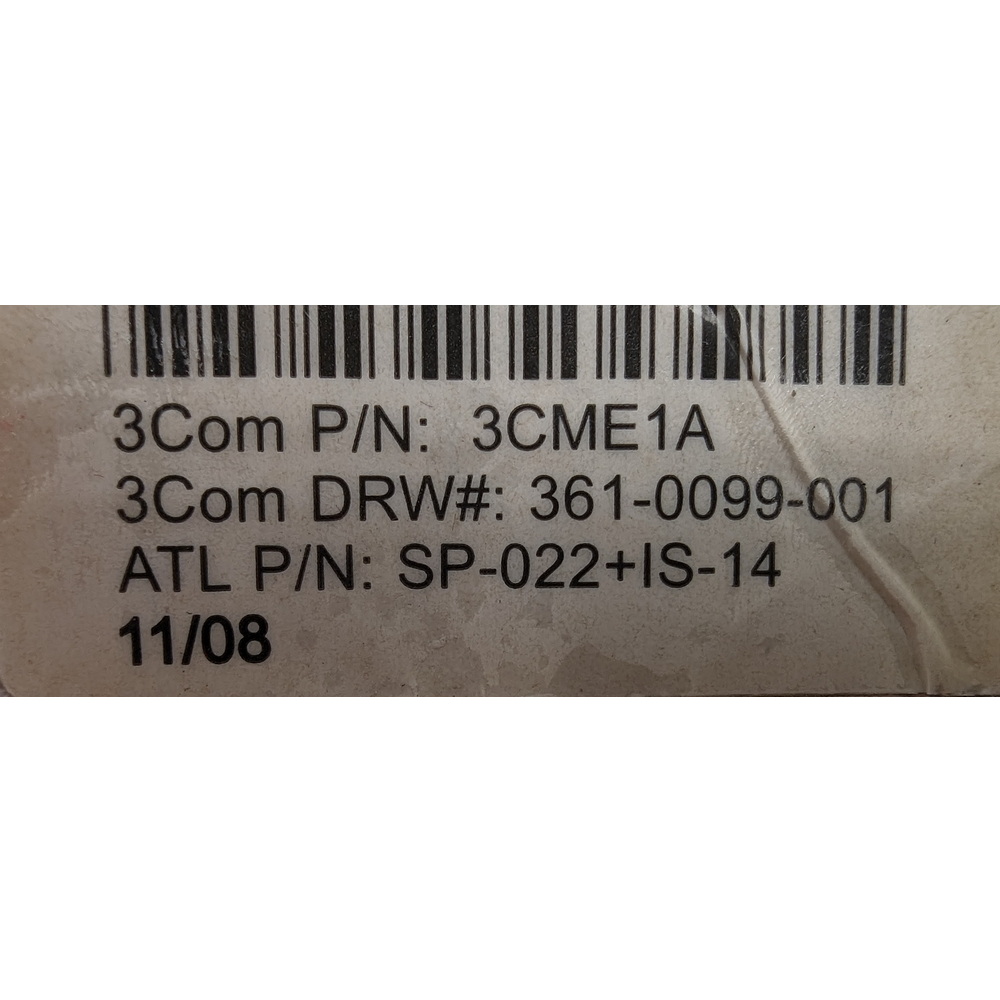 3Com P/N: 3CME1A
3Com DRW#: 361-0099-001
ATL P/N: SP-022+IS-14
11/08